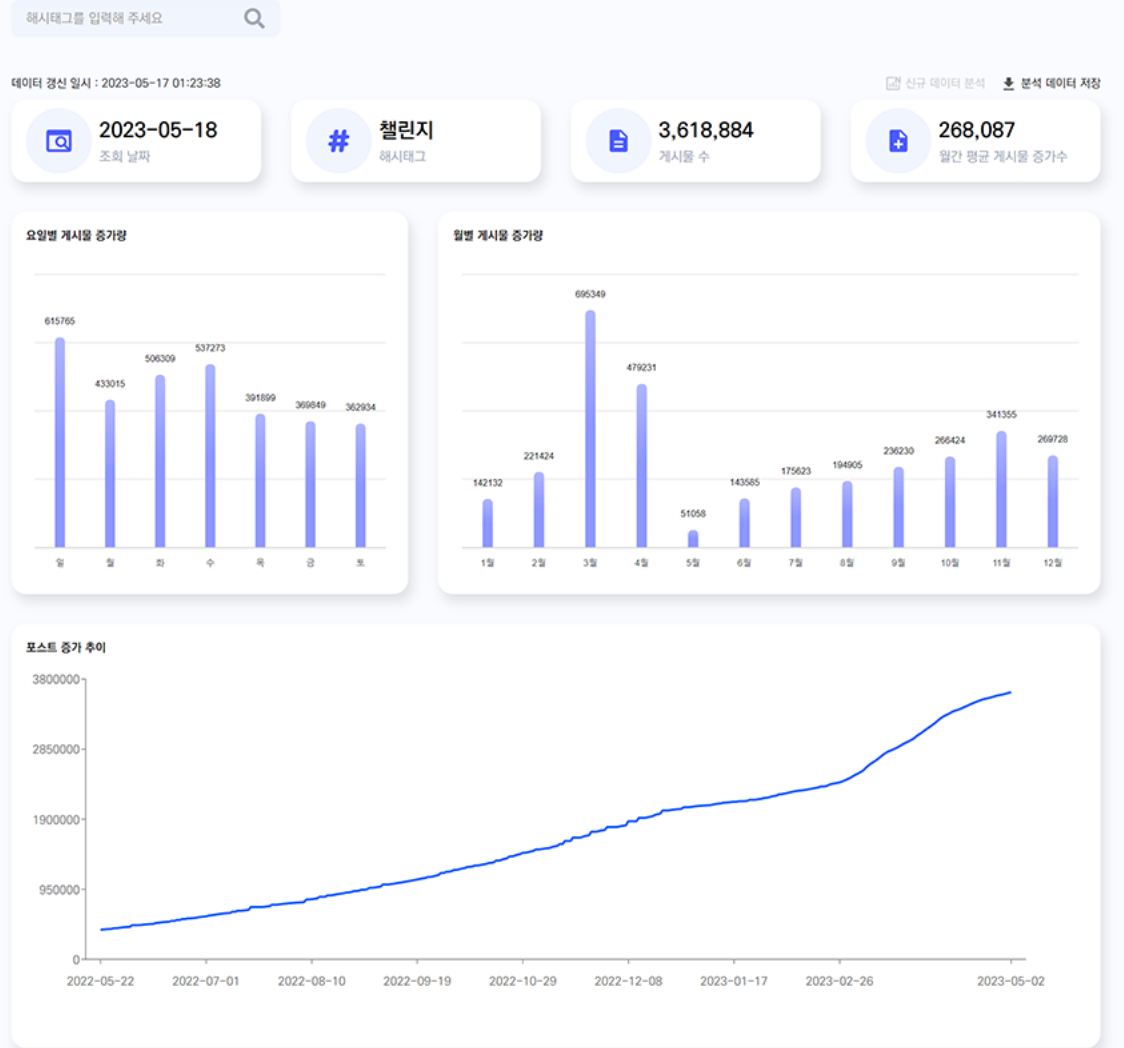 해시태그를 입력해 주세요
데이터 갱신 일시 : 2023-05-17 01:23:38
신규 데이터 분석
분석 데이터 저장
2023-05-18
조회 날짜
#
챌린지
해시태그
3,618,884
게시물 수
268,087
월간 평균 게시물 증가수
요일별 게시물 증가량
615765
433015
506309
537273
391899
369849
362934
일 월 화 수 목 금 토
월별 게시물 증가량
142132
221424
695349
479231
51058
143585
175623
194905
236230
266424
341355
269728
1월 2월 3월 4월 5월 6월 7월 8월 9월 10월 11월 12월
포스트 증가 추이
3800000
2850000
1900000
950000
0
2022-05-22 2022-07-01 2022-08-10 2022-09-19 2022-10-29 2022-12-08 2023-01-17 2023-02-26 2023-05-02